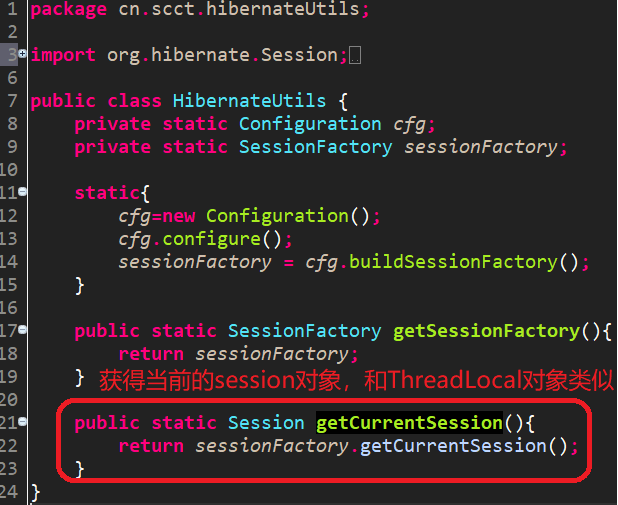 1 package cn.scct.hibernateUtils;
2
3 import org.hibernate.Session;
6
7 public class HibernateUtils {
8 private static Configuration cfg;
9 private static SessionFactory sessionFactory;
10
11 static{
12 cfg=new Configuration();
13 cfg.configure();
14 sessionFactory = cfg.buildSessionFactory();
15 }
16
17 public static SessionFactory getSessionFactory(){
18 return sessionFactory;
19 } 获得当前的session对象，和ThreadLocal对象类似
20
21 public static Session getCurrentSession(){
22 return sessionFactory.getCurrentSession();
23 }
24 }